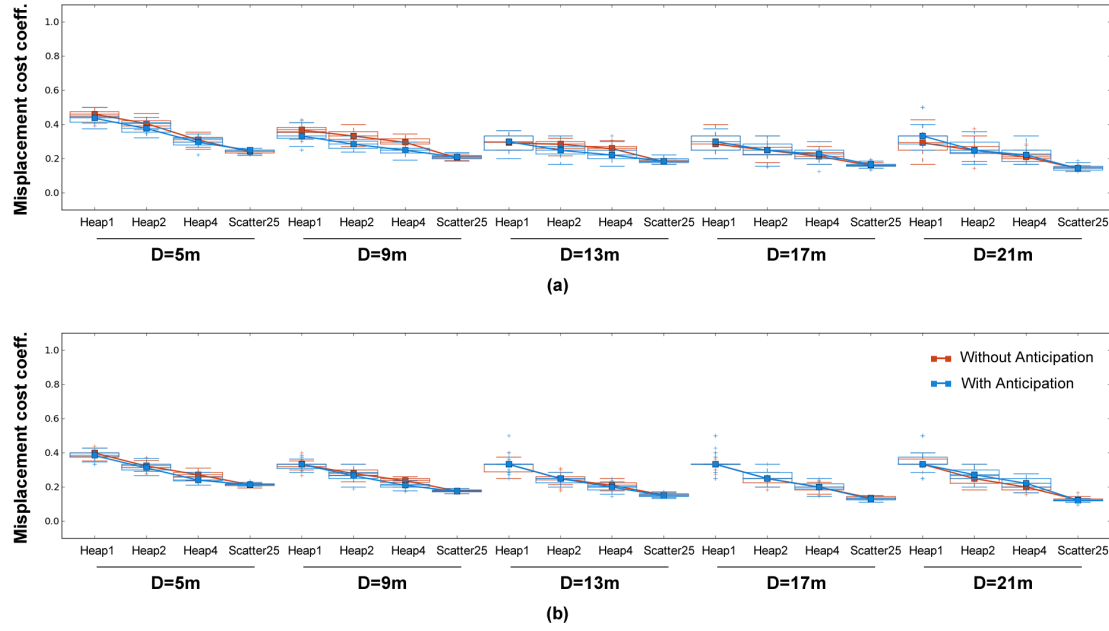 Misplacement cost coeff.
1.0
0.8
0.6
0.4
0.2
0.0
Heap1 Heap2 Heap4 Scatter25 Heap1 Heap2 Heap4 Scatter25 Heap1 Heap2 Heap4 Scatter25 Heap1 Heap2 Heap4 Scatter25 Heap1 Heap2 Heap4 Scatter25
D=5m D=9m D=13m D=17m D=21m
(a)
Misplacement cost coeff.
1.0
0.8
0.6
0.4
0.2
0.0
Without Anticipation
With Anticipation
Heap1 Heap2 Heap4 Scatter25 Heap1 Heap2 Heap4 Scatter25 Heap1 Heap2 Heap4 Scatter25 Heap1 Heap2 Heap4 Scatter25 Heap1 Heap2 Heap4 Scatter25
D=5m D=9m D=13m D=17m D=21m
(b)